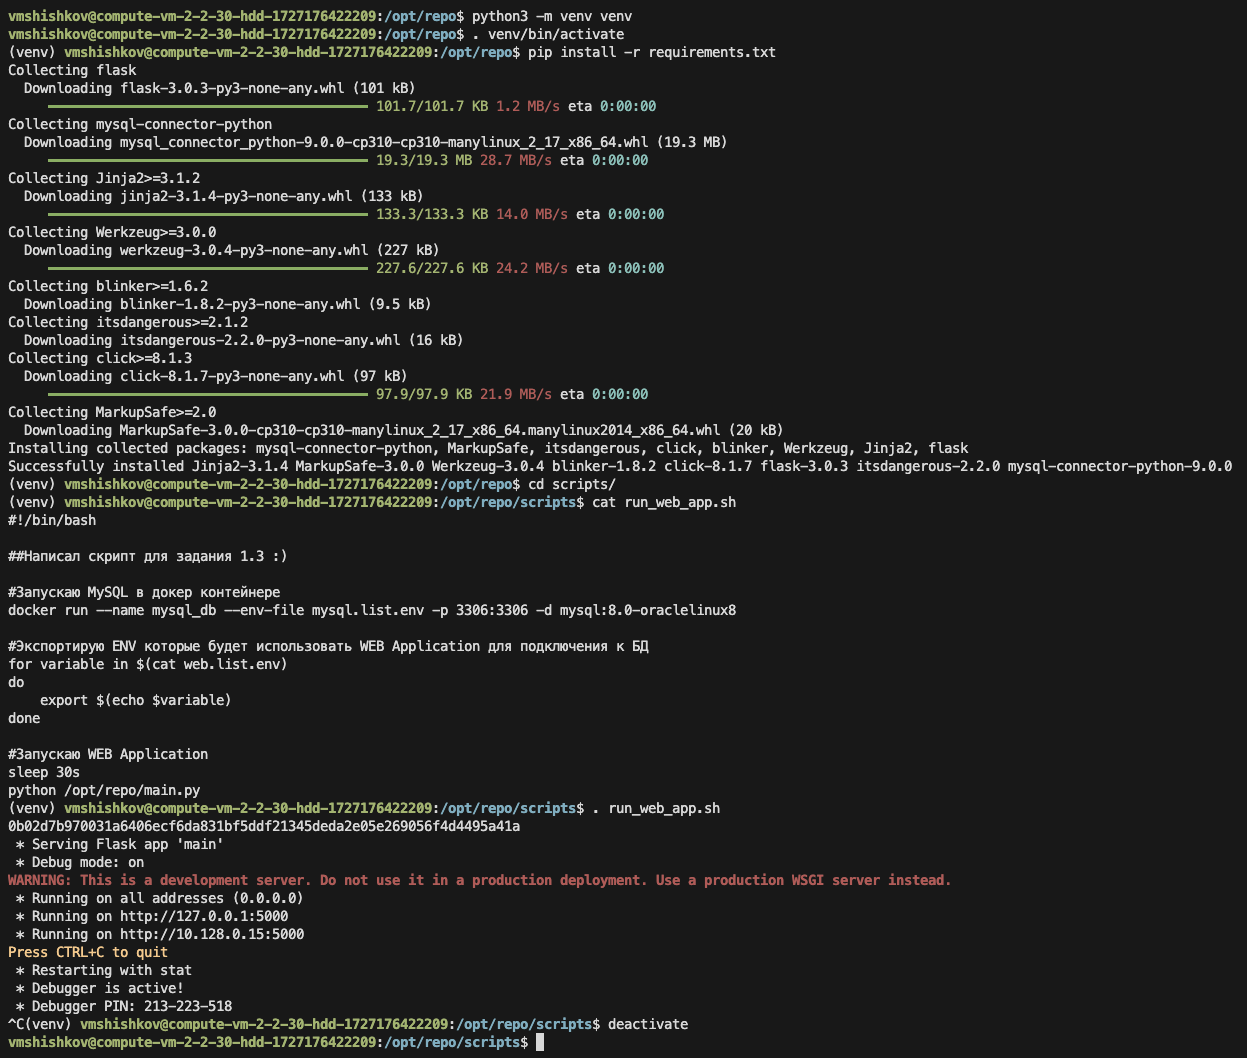 vmshishkov@compute-vm-2-2-30-hdd-1727176422209:/opt/repo$ python3 -m venv venv
vmshishkov@compute-vm-2-2-30-hdd-1727176422209:/opt/repo$ . venv/bin/activate
(venv) vmshishkov@compute-vm-2-2-30-hdd-1727176422209:/opt/repo$ pip install -r requirements.txt
Collecting flask
  Downloading flask-3.0.3-py3-none-any.whl (101 kB)
     101.7/101.7 KB 1.2 MB/s eta 0:00:00
Collecting mysql-connector-python
  Downloading mysql_connector_python-9.0.0-cp310-cp310-manylinux_2_17_x86_64.whl (19.3 MB)
     19.3/19.3 MB 28.7 MB/s eta 0:00:00
Collecting Jinja2>=3.1.2
  Downloading jinja2-3.1.4-py3-none-any.whl (133 kB)
     133.3/133.3 KB 14.0 MB/s eta 0:00:00
Collecting Werkzeug>=3.0.0
  Downloading werkzeug-3.0.4-py3-none-any.whl (227 kB)
     227.6/227.6 KB 24.2 MB/s eta 0:00:00
Collecting blinker>=1.6.2
  Downloading blinker-1.8.2-py3-none-any.whl (9.5 kB)
Collecting itsdangerous>=2.1.2
  Downloading itsdangerous-2.2.0-py3-none-any.whl (16 kB)
Collecting click>=8.1.3
  Downloading click-8.1.7-py3-none-any.whl (97 kB)
     97.9/97.9 KB 21.9 MB/s eta 0:00:00
Collecting MarkupSafe>=2.0
  Downloading MarkupSafe-3.0.0-cp310-cp310-manylinux_2_17_x86_64.manylinux2014_x86_64.whl (20 kB)
Installing collected packages: mysql-connector-python, MarkupSafe, itsdangerous, click, blinker, Werkzeug, Jinja2, flask
Successfully installed Jinja2-3.1.4 MarkupSafe-3.0.0 Werkzeug-3.0.4 blinker-1.8.2 click-8.1.7 flask-3.0.3 itsdangerous-2.2.0 mysql-connector-python-9.0.0
(venv) vmshishkov@compute-vm-2-2-30-hdd-1727176422209:/opt/repo$ cd scripts/
(venv) vmshishkov@compute-vm-2-2-30-hdd-1727176422209:/opt/repo/scripts$ cat run_web_app.sh
#!/bin/bash

##Написал скрипт для задания 1.3 :)

#Запускаю MySQL в докер контейнере
docker run --name mysql_db --env-file mysql.list.env -p 3306:3306 -d mysql:8.0-oraclelinux8

#Экспортирую ENV которые будет использовать WEB Application для подключения к БД
for variable in $(cat web.list.env)
do
    export $(echo $variable)
done

#Запускаю WEB Application
sleep 30s
python /opt/repo/main.py
(venv) vmshishkov@compute-vm-2-2-30-hdd-1727176422209:/opt/repo/scripts$ . run_web_app.sh
0b02d7b970031a6406ecf6da831bf5ddf21345deda2e05e269056f4d4495a41a
 * Serving Flask app 'main'
 * Debug mode: on
WARNING: This is a development server. Do not use it in a production deployment. Use a production WSGI server instead.
 * Running on all addresses (0.0.0.0)
 * Running on http://127.0.0.1:5000
 * Running on http://10.128.0.15:5000
Press CTRL+C to quit
 * Restarting with stat
 * Debugger is active!
 * Debugger PIN: 213-223-518
^C(venv) vmshishkov@compute-vm-2-2-30-hdd-1727176422209:/opt/repo/scripts$ deactivate
vmshishkov@compute-vm-2-2-30-hdd-1727176422209:/opt/repo/scripts$